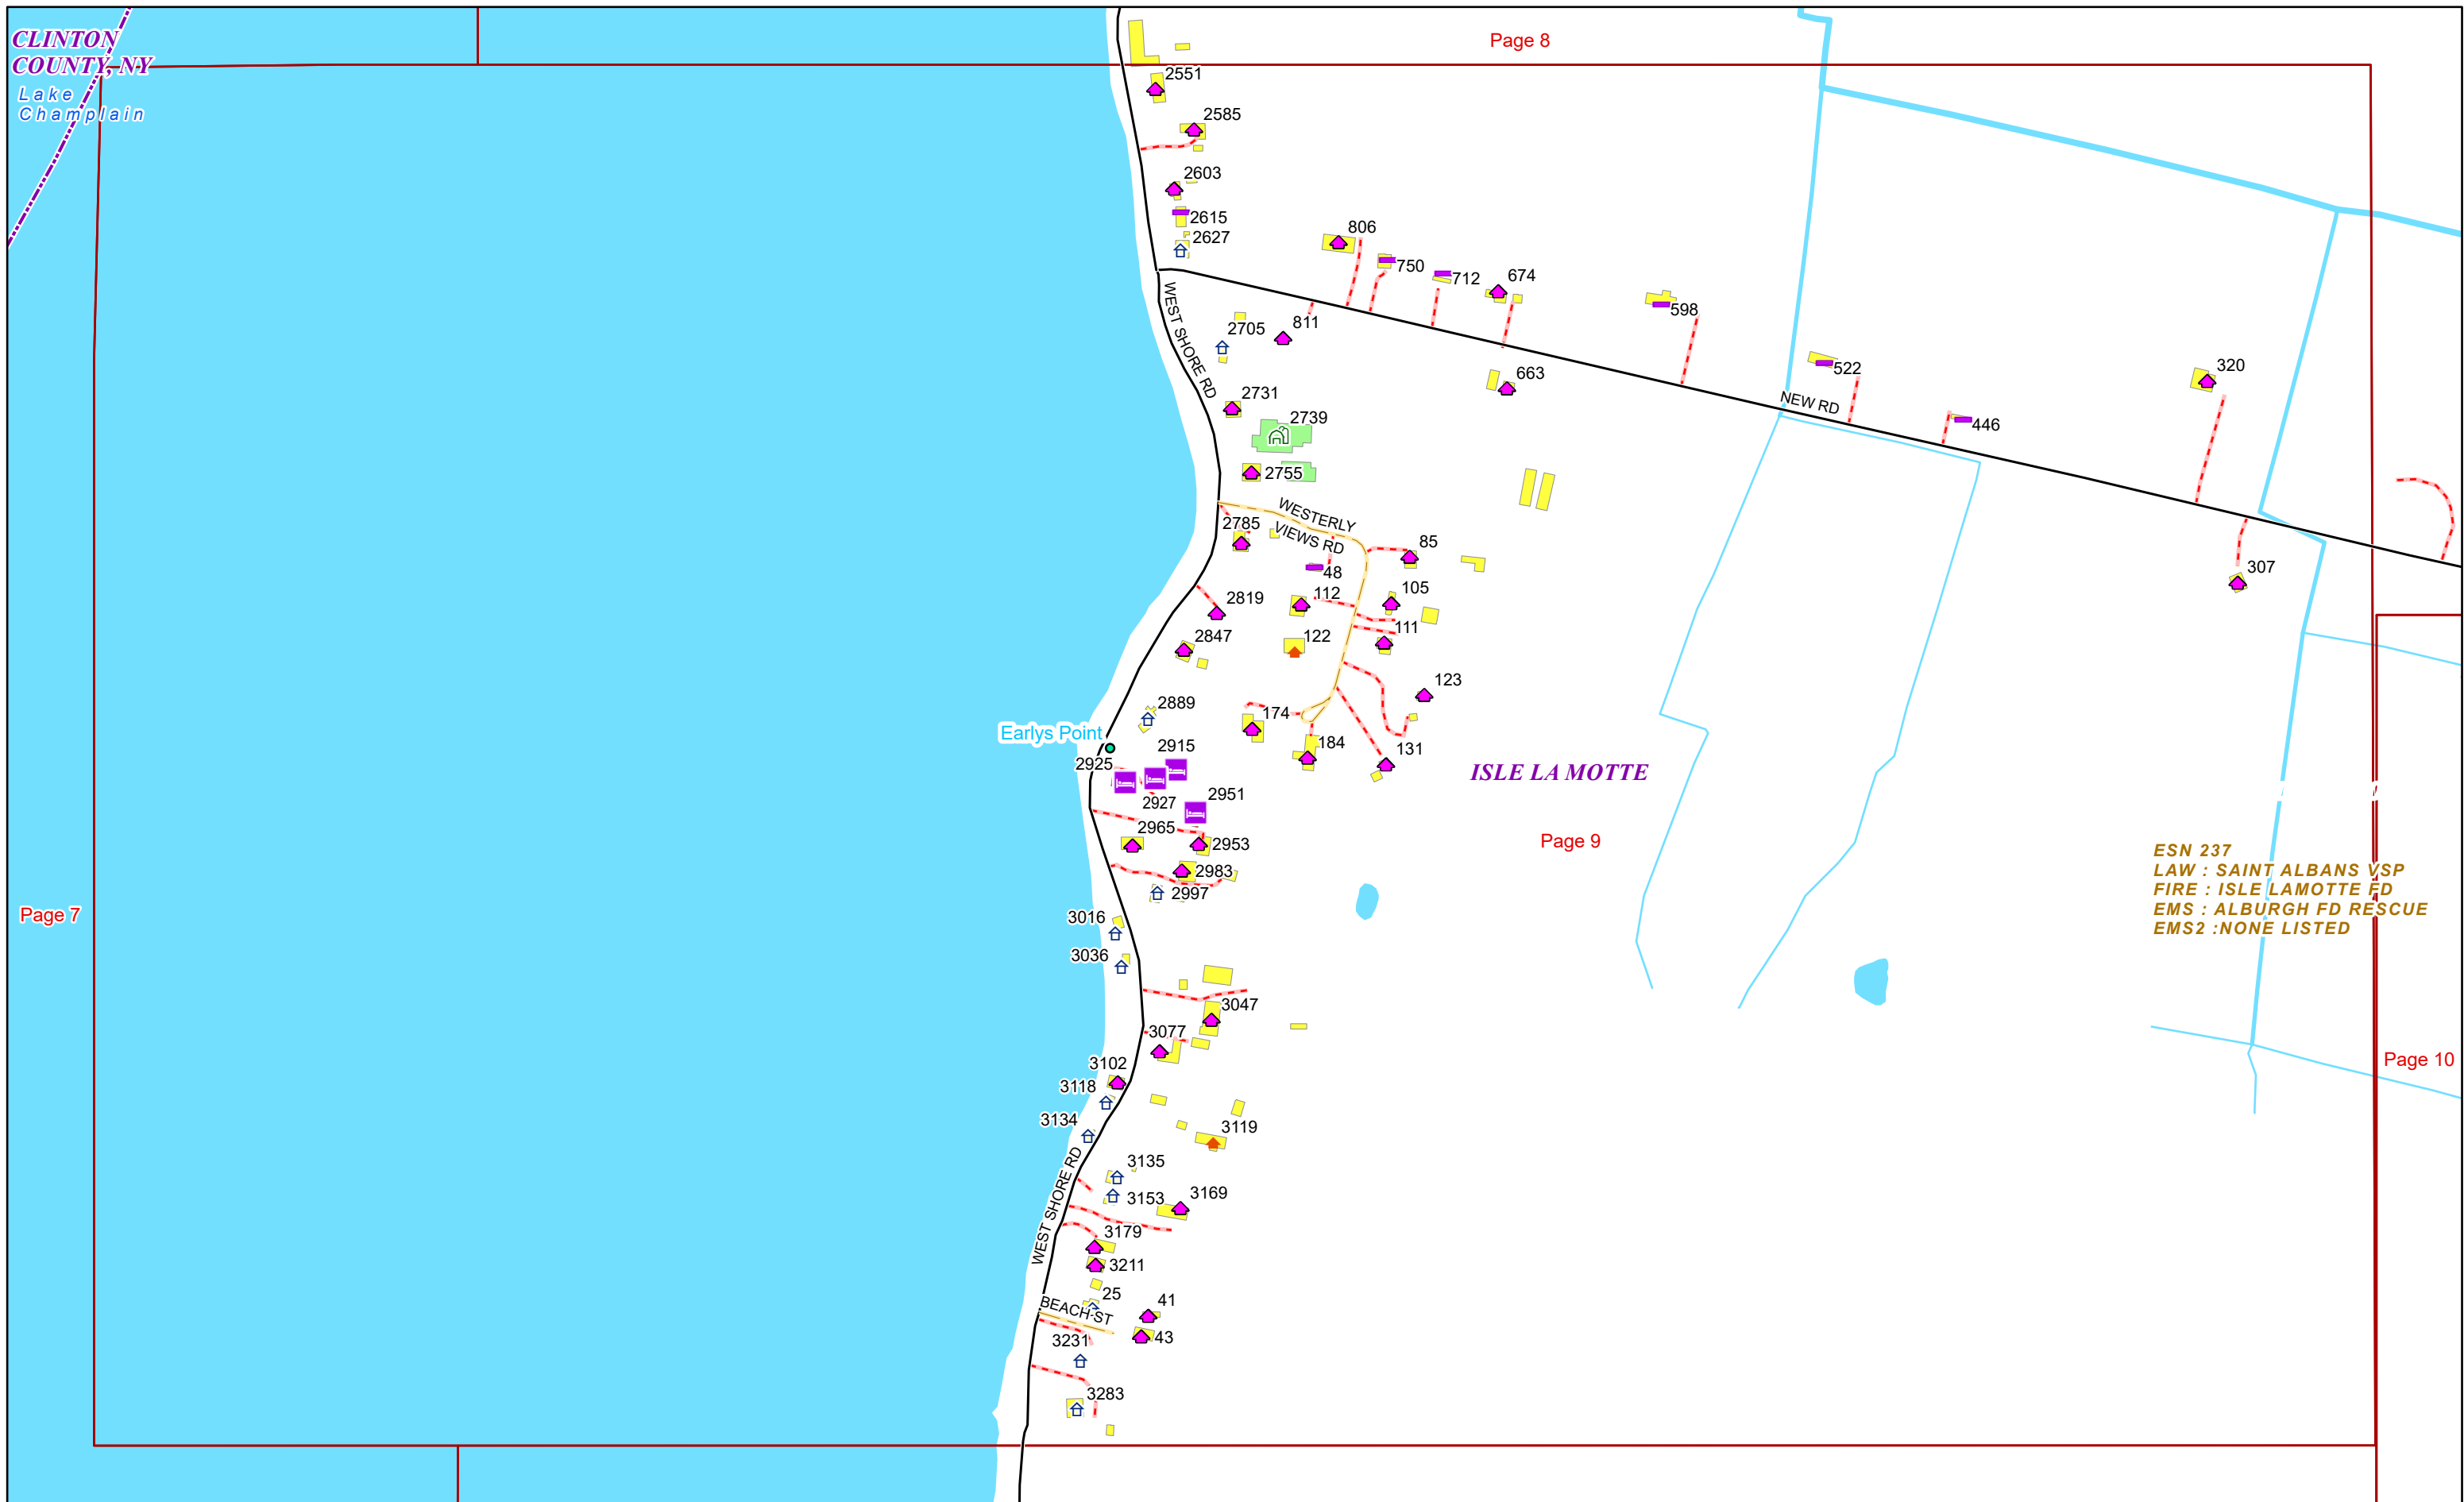 CLINTON
COUNTY, NY
Lake
Champlain
Page 8
2551
2585
2603
2615
2627
806
750
712
674
598
522
320
446
WEST SHORE RD
2705
811
663
NEW RD
2731
2739
2755
WESTERLY
VIEWS RD
2785
85
48
307
2819
112
105
2847
122
111
123
2889
174
Earlys Point
184
131
2915
2925
ISLE LA MOTTE
2927
2951
2965
2953
Page 9
2983
2997
ESN 237
LAW : SAINT ALBANS VSP
FIRE : ISLE LAMOTTE FD
EMS : ALBURGH FD RESCUE
EMS2 :NONE LISTED
Page 7
3016
3036
3047
3077
Page 10
3102
3118
3134
3119
3135
3153
3169
WEST SHORE RD
3179
3211
25
41
BEACH ST
43
3231
3283